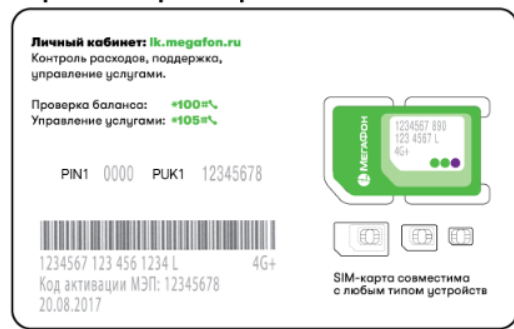 Личный кабинет: lk.megafon.ru
Контроль расходов, поддержка,
управление услугами.
Проверка баланса: *100#
Управление услугами: *105#
PIN1 0000 PUK1 12345678
1234567 123 456 1234 L 4G+
Код активации МЭП: 12345678
20.08.2017
МЕГАФОН
1234567 890
123 4567 L
4G+
SIM-карта совместима
с любым типом устройств